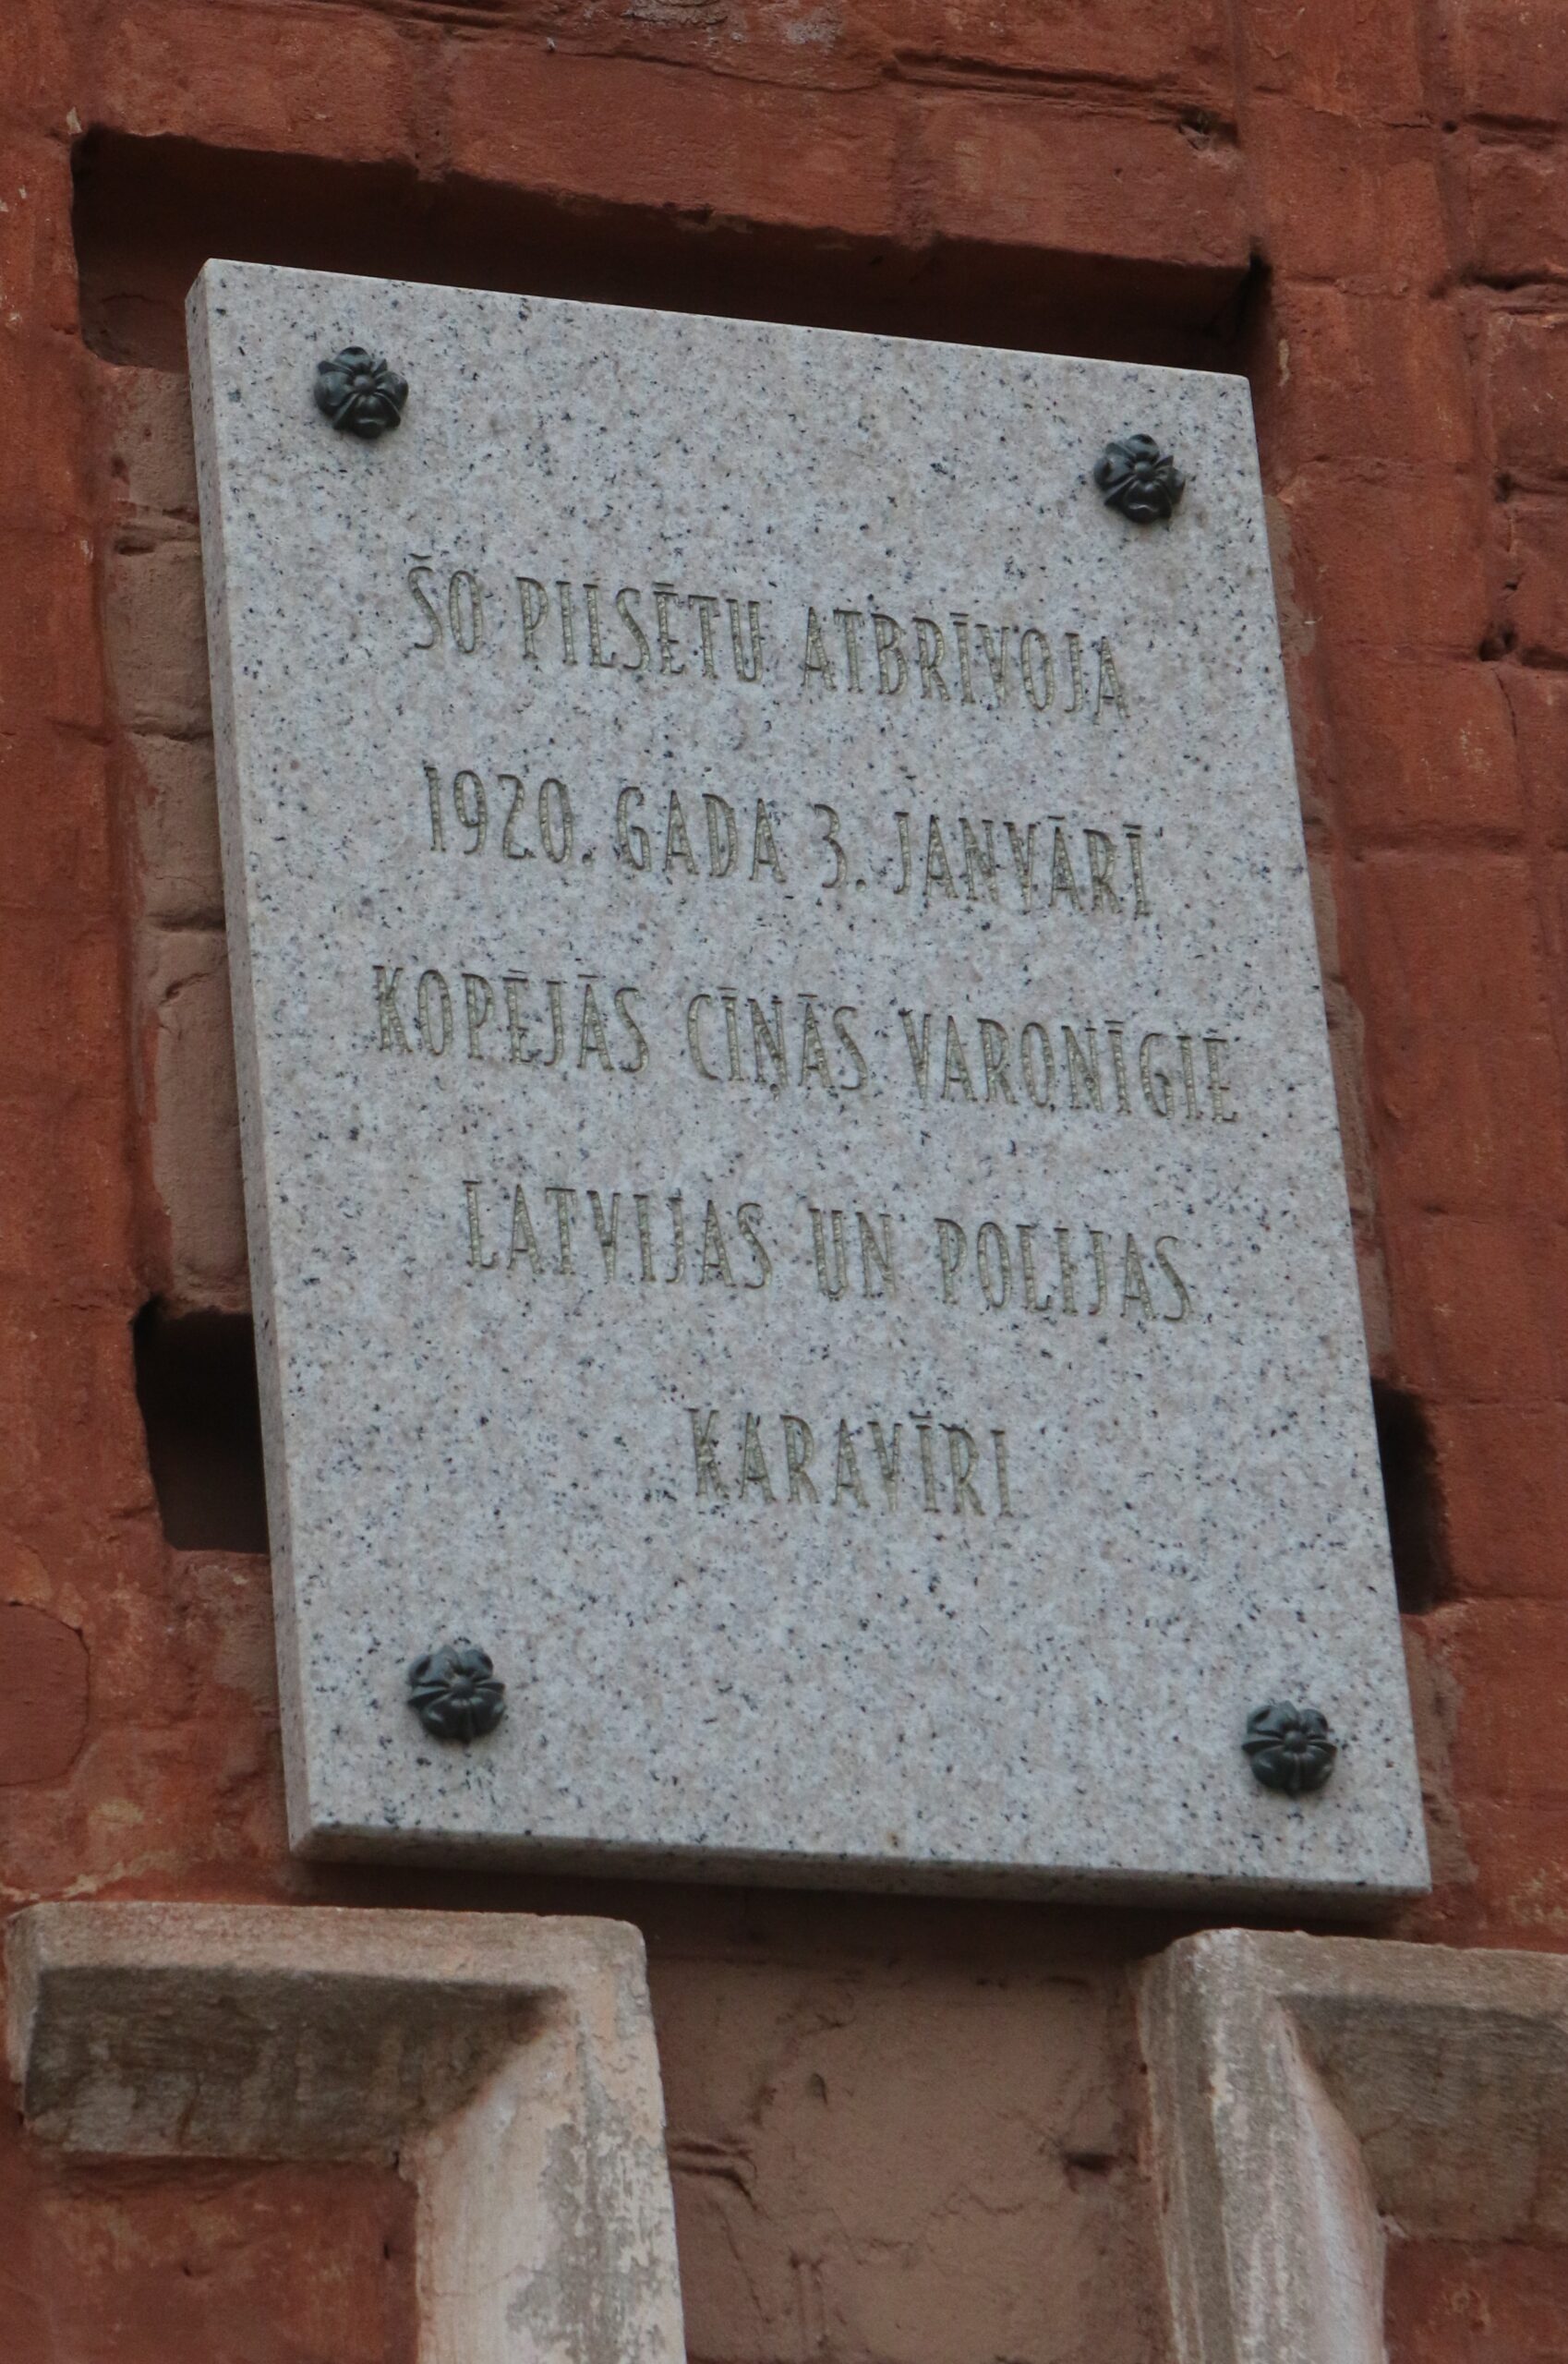 ŠO PILSĒTU ATBRĪVOJA
1920. GADA 3. JANVĀRĪ
KOPĒJĀS CĪŅĀS VARONĪGIE
LATVIJAS UN POLIJAS
KARAVĪRI